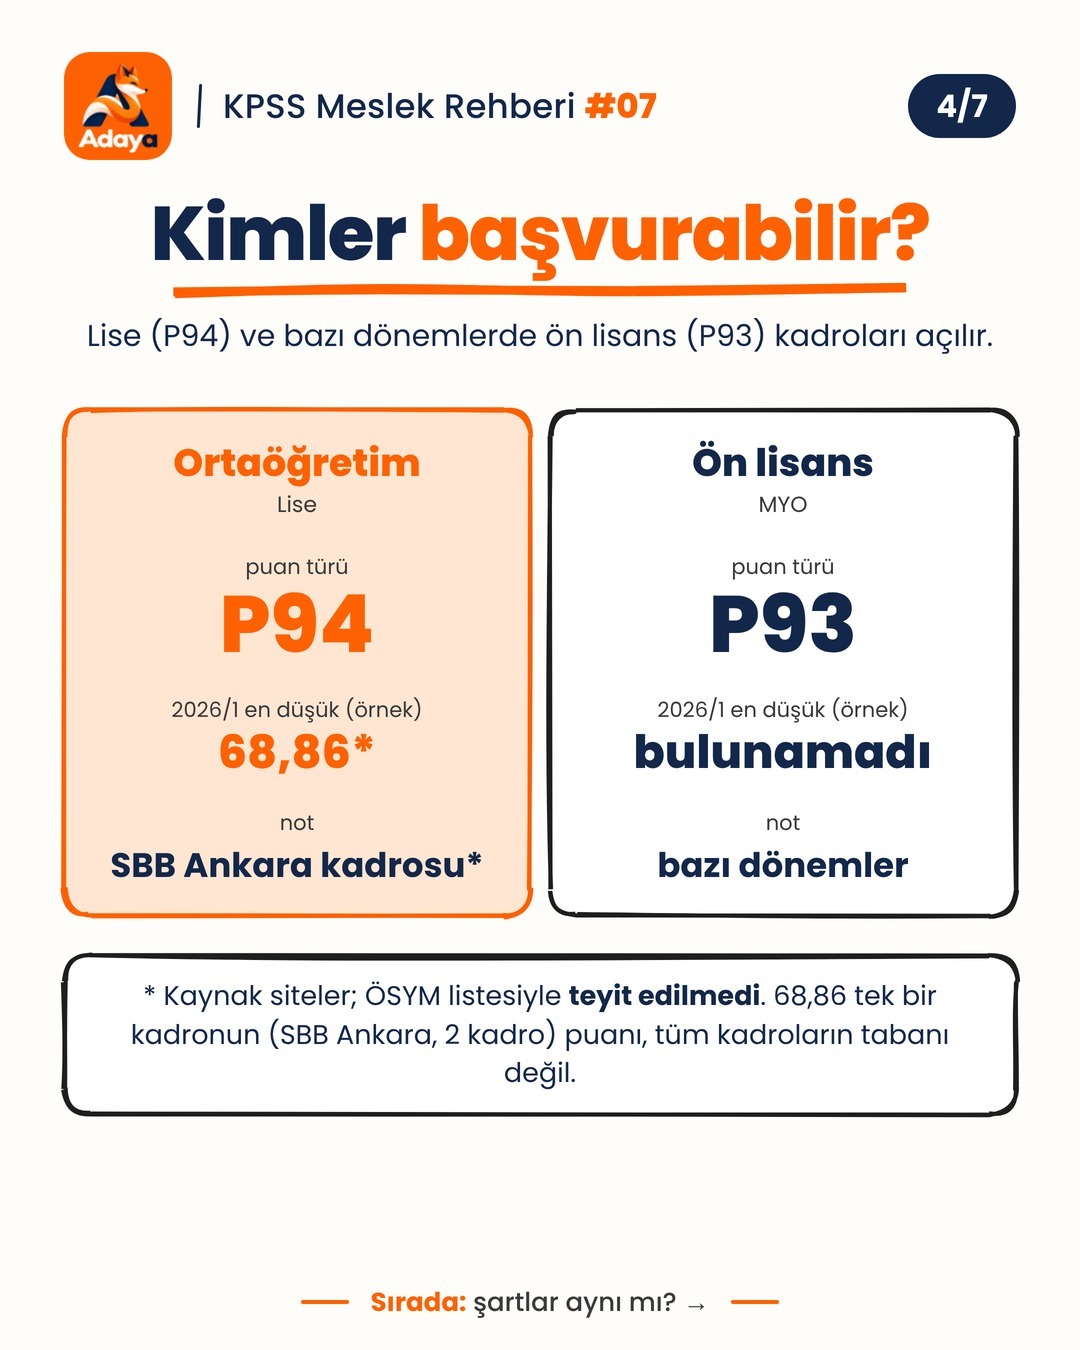 Adaya
KPSS Meslek Rehberi #07
4/7
Kimler başvurabilir?
Lise (P94) ve bazı dönemlerde ön lisans (P93) kadroları açılır.
Ortaöğretim
Lise
puan türü
P94
2026/1 en düşük (örnek)
68,86*
not
SBB Ankara kadrosu*
Ön lisans
MYO
puan türü
P93
2026/1 en düşük (örnek)
bulunamadı
not
bazı dönemler
* Kaynak siteler; ÖSYM listesiyle teyit edilmedi. 68,86 tek bir
kadronun (SBB Ankara, 2 kadro) puanı, tüm kadroların tabanı
değil.
Sırada: şartlar aynı mı? →